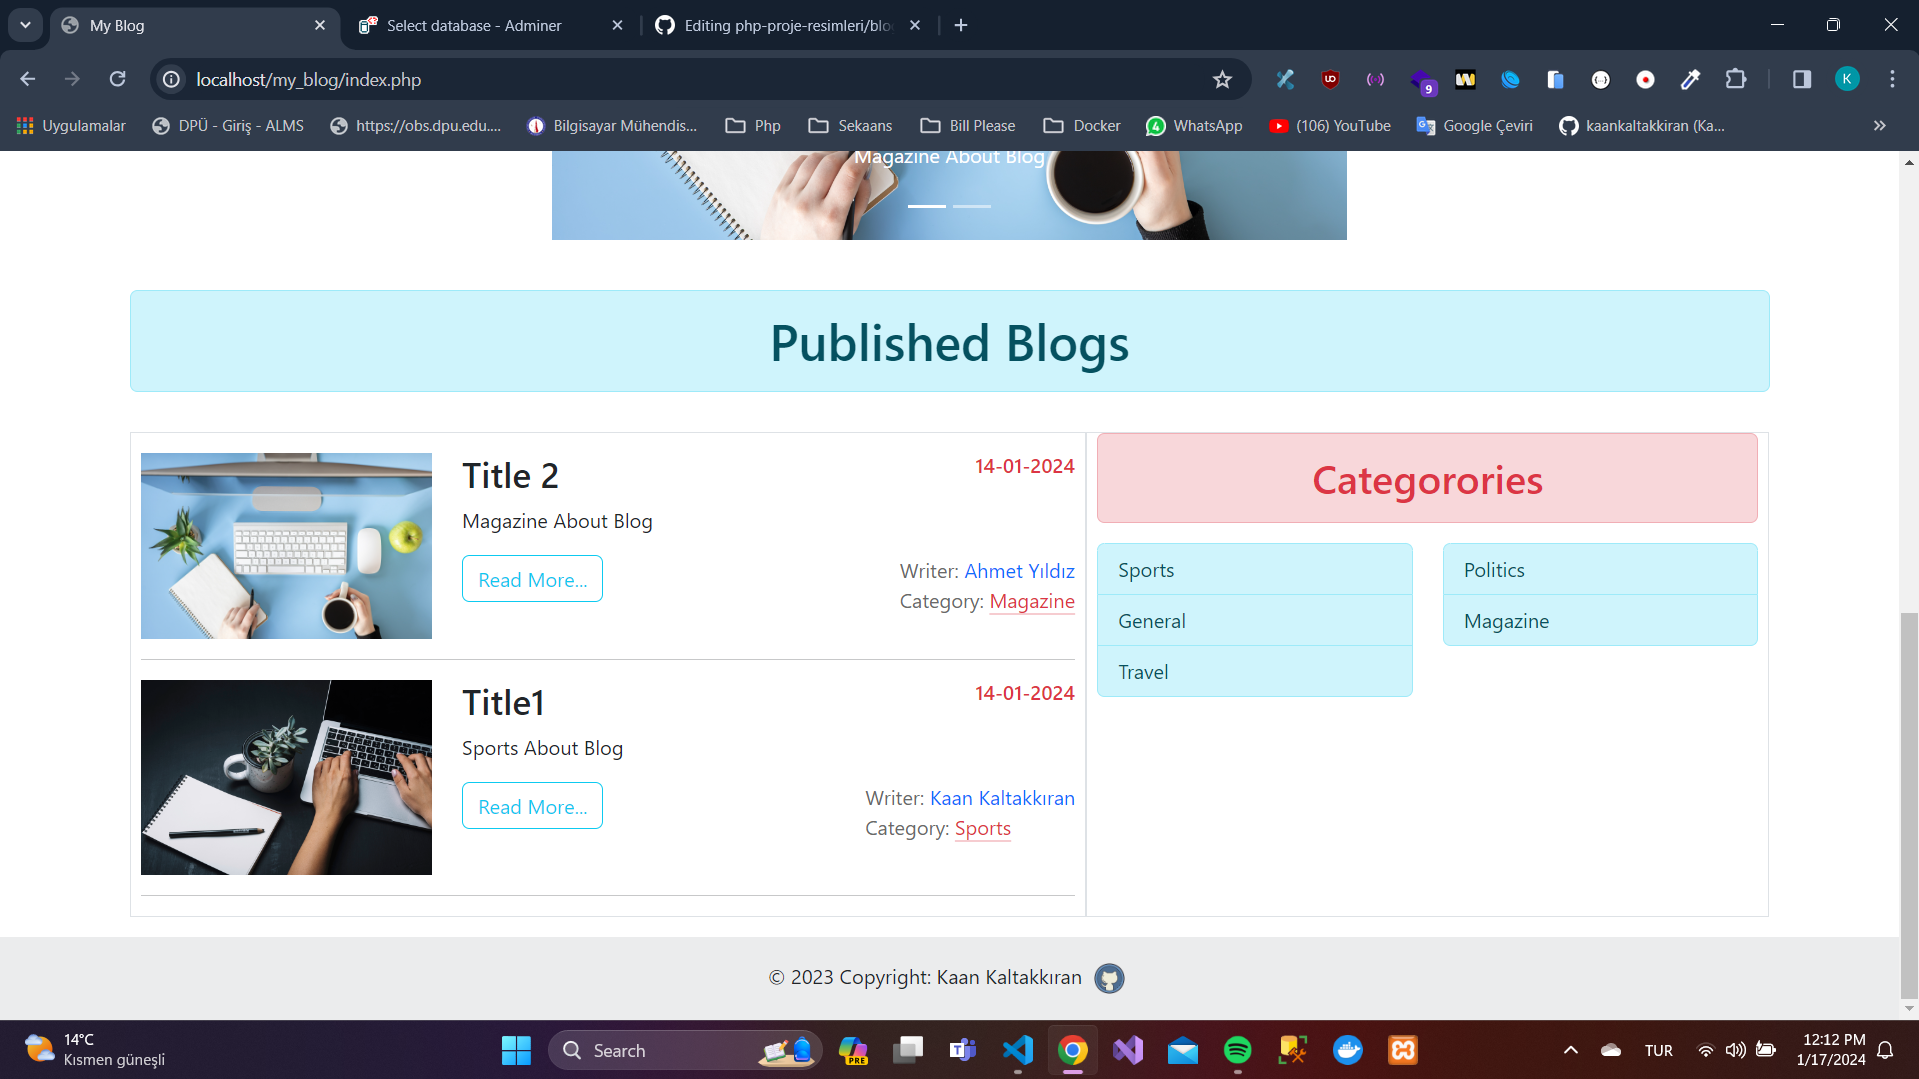 My Blog
Select database - Adminer
Editing php-proje-resimleri/blo
localhost/my_blog/index.php
9
K
Uygulamalar
DPÜ - Giriş - ALMS
https://obs.dpu.edu....
Bilgisayar Mühendis...
Php
Sekaans
Bill Please
Docker
4
WhatsApp
(106) YouTube
Google Çeviri
kaankaltakkiran (Ka...
Magazine About Blog
Published Blogs
Title 2
14-01-2024
Magazine About Blog
Read More...
Writer: Ahmet Yıldız
Category: Magazine
Title1
14-01-2024
Sports About Blog
Read More...
Writer: Kaan Kaltakkıran
Category: Sports
Categorories
Sports
General
Travel
Politics
Magazine
© 2023 Copyright: Kaan Kaltakkıran
14°C
Kısmen güneşli
Search
PRE
TUR
12:12 PM
1/17/2024